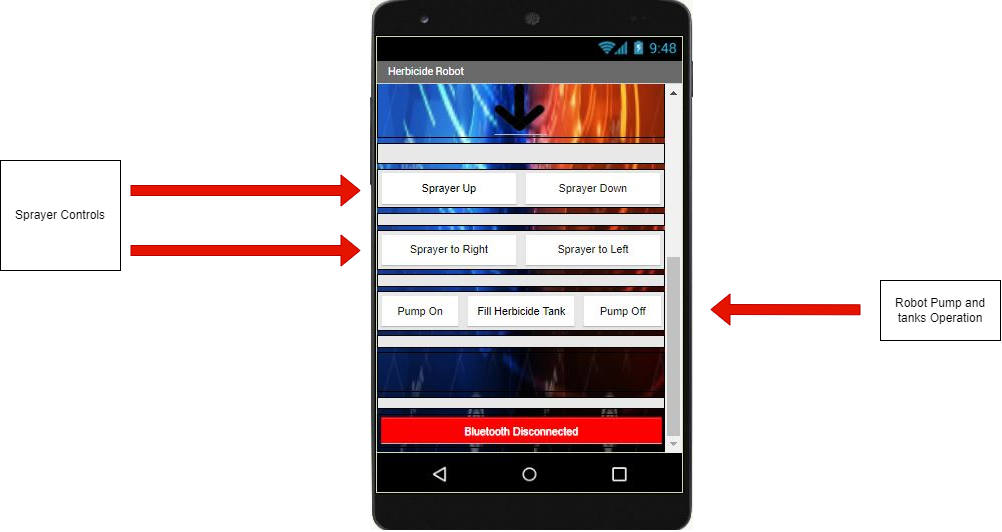 9:48
Herbicide Robot
Sprayer Up
Sprayer Down
Sprayer Controls
Sprayer to Right
Sprayer to Left
Pump On
Fill Herbicide Tank
Pump Off
Robot Pump and
tanks Operation
Bluetooth Disconnected